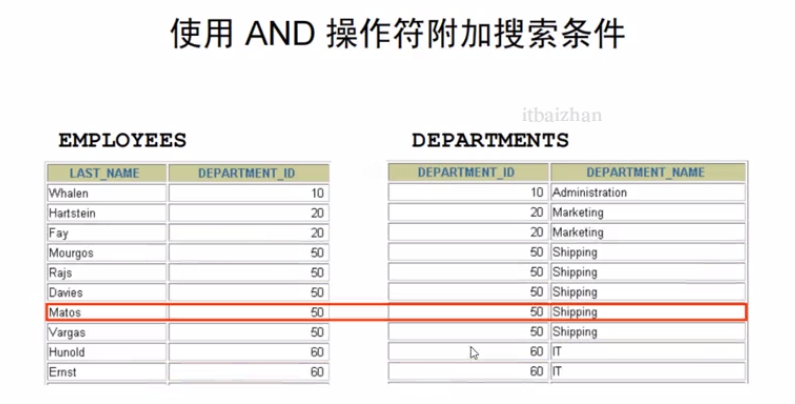 使用 AND 操作符附加搜索条件
itbaizhan
EMPLOYEES DEPARTMENTS
LAST_NAME DEPARTMENT_ID DEPARTMENT_ID DEPARTMENT_NAME
Whalen 10 10 Administration
Hartstein 20 20 Marketing
Fay 20 20 Marketing
Mourgos 50 50 Shipping
Rajs 50 50 Shipping
Davies 50 50 Shipping
Matos 50 50 Shipping
Vargas 50 50 Shipping
Hunold 60 60 IT
Ernst 60 60 IT